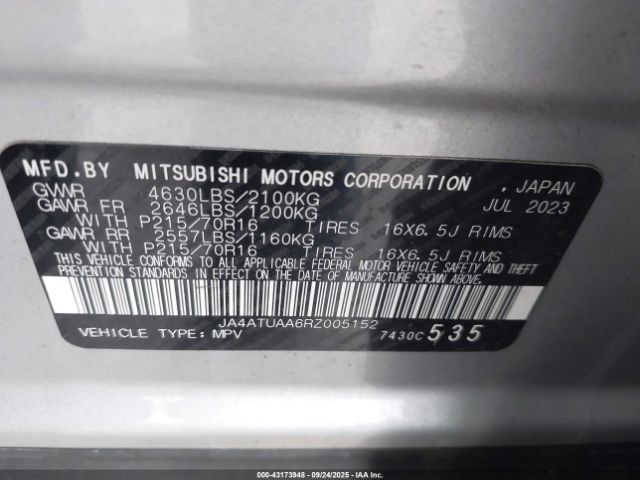 MFD.BY MITSUBISHI MOTORS CORPORATION , JAPAN
GVWR 4630LBS/2100KG JUL 2023
GAWR FR 2646LBS/1200KG
WITH P215/70R16 TIRES 16X6.5J RIMS
GAWR RR 2557LBS/1160KG
WITH P215/70R16 TIRES 16X6.5J RIMS
THIS VEHICLE CONFORMS TO ALL APPLICABLE FEDERAL MOTOR VEHICLE SAFETY AND THEFT
PREVENTION STANDARDS IN EFFECT ON THE DATE OF MANUFACTURE SHOWN ABOVE.
JA4ATUAA6RZ005152
VEHICLE TYPE: MPV 7430C 535
000-43173948 - 09/24/2025 - © IAA Inc.